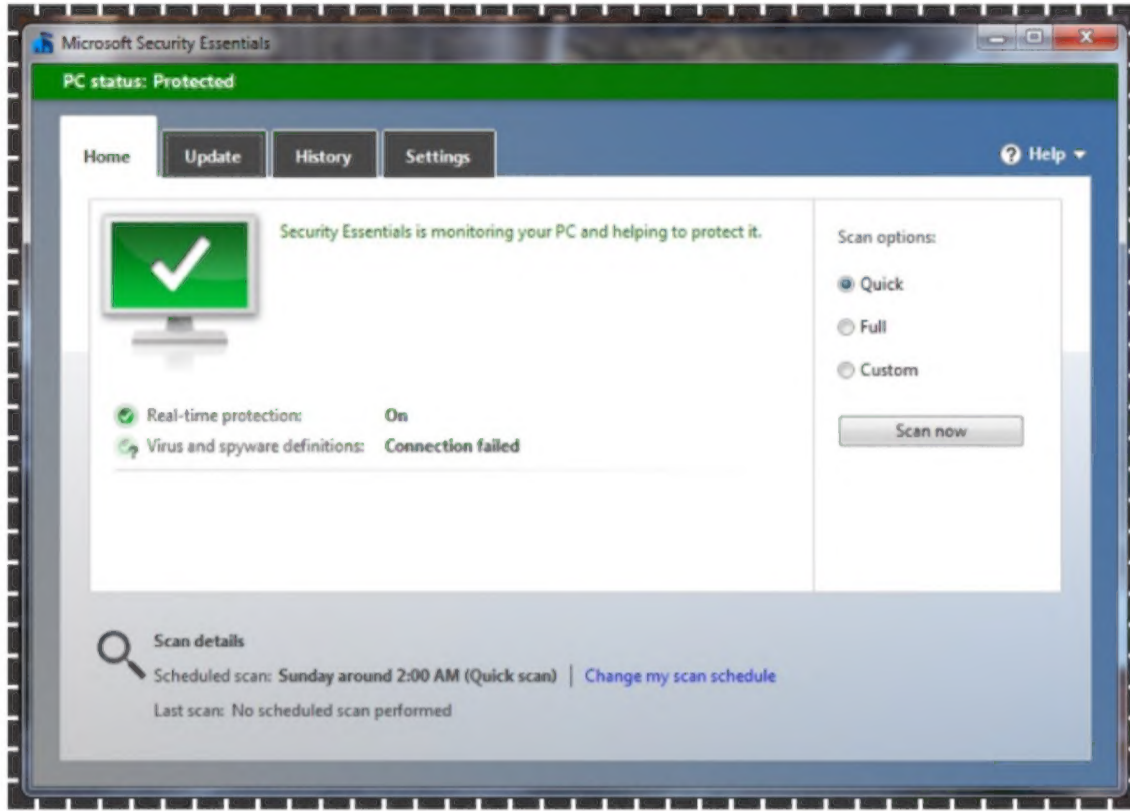 Microsoft Security Essentials
PC status: Protected
Home Update History Settings Help
Security Essentials is monitoring your PC and helping to protect it.
Real-time protection: On
Virus and spyware definitions: Connection failed
Scan options:
Quick
Full
Custom
Scan now
Scan details
Scheduled scan: Sunday around 2:00 AM (Quick scan) | Change my scan schedule
Last scan: No scheduled scan performed